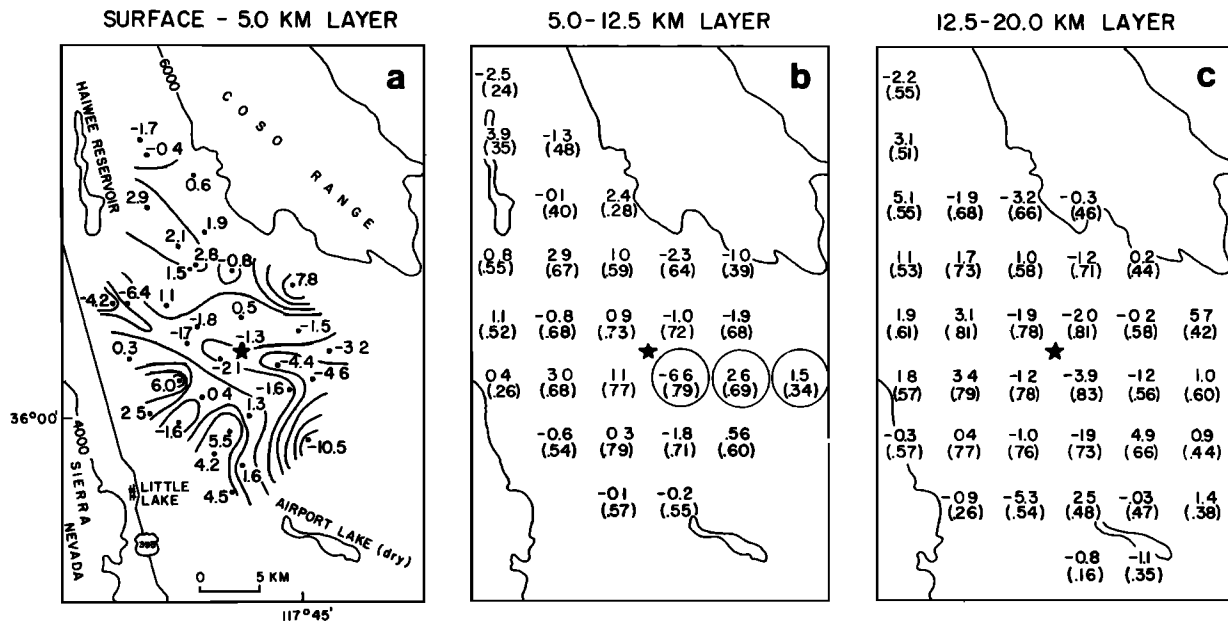 SURFACE - 5.0 KM LAYER
a
6000
COSO RANGE
HAIWEE RESERVOIR
-1.7
-0.4
0.6
2.9
1.9
2.1
2.8
-0.8
1.5
7.8
-4.2
-6.4
1.1
0.5
-1.8
-1.7
-1.3
-1.5
0.3
-2.1
-3.2
-4.4
-4.6
6.0
0.4
-1.6
2.5
1.3
-1.6
5.5
-10.5
4.2
1.6
4.5
36°00'
4000
SIERRA NEVADA
LITTLE LAKE
395
AIRPORT LAKE (dry)
0 5 KM
117°45'
5.0-12.5 KM LAYER
b
-2.5
(.24)
3.9 -1.3
(.35) (.48)
-0.1 2.4
(.40) (.28)
0.8 2.9 1.0 -2.3 -1.0
(.55) (.67) (.59) (.64) (.39)
1.1 -0.8 0.9 -1.0 -1.9
(.52) (.68) (.73) (.72) (.68)
0.4 3.0 1.1 -6.6 2.6 1.5
(.26) (.68) (.77) (.79) (.69) (.34)
-0.6 0.3 -1.8 .56
(.54) (.79) (.71) (.60)
-0.1 -0.2
(.57) (.55)
12.5-20.0 KM LAYER
c
-2.2
(.55)
3.1
(.51)
5.1 -1.9 -3.2 -0.3
(.55) (.68) (.66) (.46)
1.1 1.7 1.0 -1.2 0.2
(.53) (.73) (.58) (.71) (.44)
1.9 3.1 -1.9 -2.0 -0.2 5.7
(.61) (.81) (.78) (.81) (.58) (.42)
1.8 3.4 -1.2 -3.9 -1.2 1.0
(.57) (.79) (.78) (.83) (.56) (.60)
-0.3 0.4 -1.0 -1.9 4.9 0.9
(.57) (.77) (.76) (.73) (.66) (.44)
-0.9 -5.3 2.5 -.03 1.4
(.26) (.54) (.48) (.47) (.38)
-0.8 -1.1
(.16) (.35)